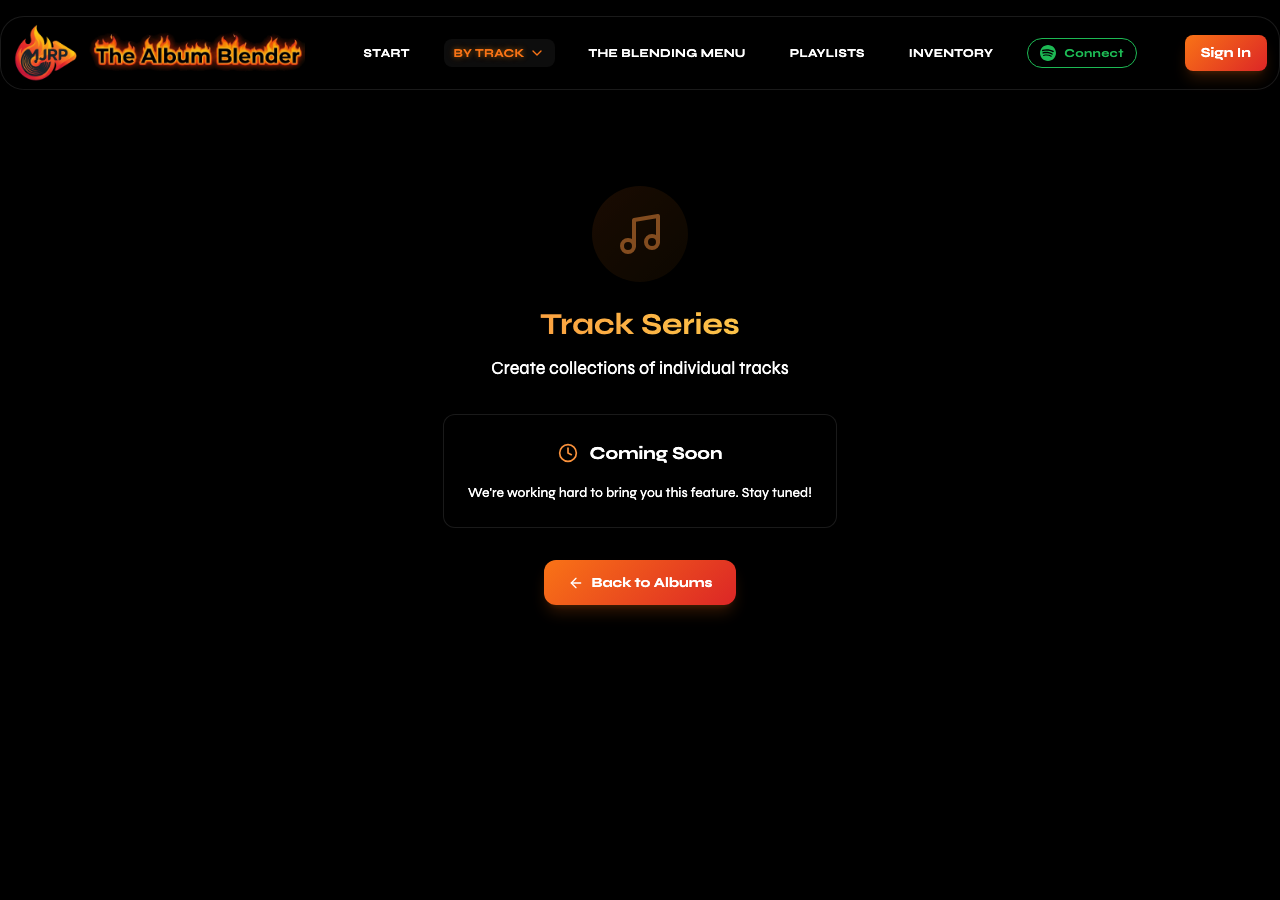 JRP
The Album Blender
START
BY TRACK
THE BLENDING MENU
PLAYLISTS
INVENTORY
Connect
Sign In
Track Series
Create collections of individual tracks
Coming Soon
We're working hard to bring you this feature. Stay tuned!
Back to Albums